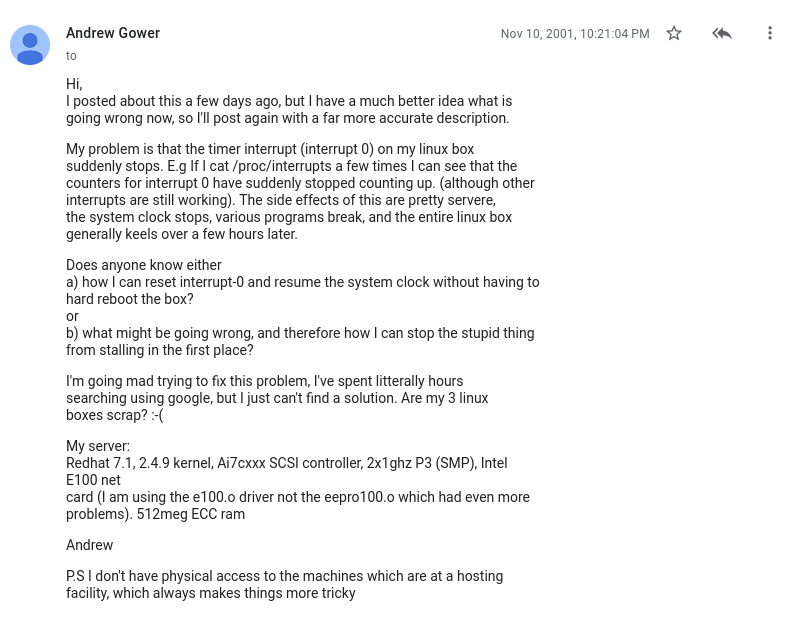 Andrew Gower
Nov 10, 2001, 10:21:04 PM
to
Hi,
I posted about this a few days ago, but I have a much better idea what is
going wrong now, so I'll post again with a far more accurate description.
My problem is that the timer interrupt (interrupt 0) on my linux box
suddenly stops. E.g If I cat /proc/interrupts a few times I can see that the
counters for interrupt 0 have suddenly stopped counting up. (although other
interrupts are still working). The side effects of this are pretty servere,
the system clock stops, various programs break, and the entire linux box
generally keels over a few hours later.
Does anyone know either
a) how I can reset interrupt-0 and resume the system clock without having to
hard reboot the box?
or
b) what might be going wrong, and therefore how I can stop the stupid thing
from stalling in the first place?
I'm going mad trying to fix this problem, I've spent litterally hours
searching using google, but I just can't find a solution. Are my 3 linux
boxes scrap? :-(
My server:
Redhat 7.1, 2.4.9 kernel, Ai7cxxx SCSI controller, 2x1ghz P3 (SMP), Intel
E100 net
card (I am using the e100.o driver not the eepro100.o which had even more
problems). 512meg ECC ram
Andrew
P.S I don't have physical access to the machines which are at a hosting
facility, which always makes things more tricky